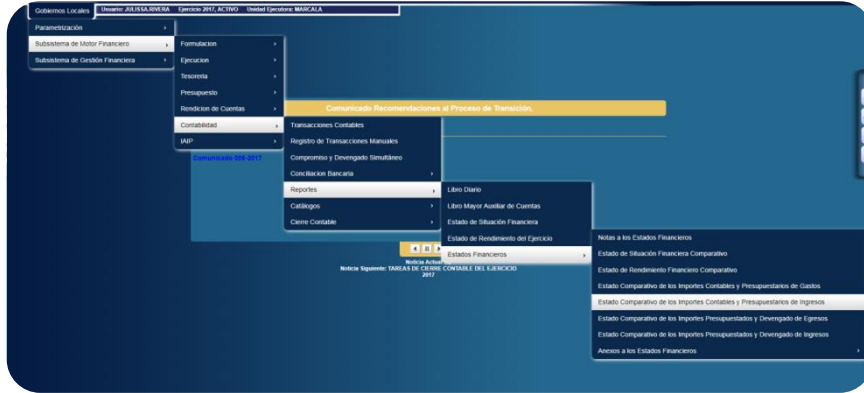 Gobiernos Locales
Usuario: JULISSA.RIVERA Ejercicio 2017, ACTIVO Unidad Ejecutora: MARCALA
Parametrización
Subsistema de Motor Financiero
Subsistema de Gestión Financiera
Formulacion
Ejecucion
Tesoreria
Presupuesto
Rendicion de Cuentas
Contabilidad
IAIP
Comunicado Recomendaciones al Proceso de Transición.
Comunicado 008-2017
Transacciones Contables
Registro de Transacciones Manuales
Compromiso y Devengado Simultáneo
Conciliacion Bancaria
Reportes
Catálogos
Cierre Contable
Libro Diario
Libro Mayor Auxiliar de Cuentas
Estado de Situación Financiera
Estado de Rendimiento del Ejercicio
Estados Financieros
Notas a los Estados Financieros
Estado de Situación Financiera Comparativo
Estado de Rendimiento Financiero Comparativo
Estado Comparativo de los Importes Contables y Presupuestarios de Gastos
Estado Comparativo de los Importes Contables y Presupuestarios de Ingresos
Estado Comparativo de los Importes Presupuestados y Devengado de Egresos
Estado Comparativo de los Importes Presupuestados y Devengado de Ingresos
Anexos a los Estados Financieros
Noticia
Noticia Siguiente: TAREAS DE CIERRE CONTABLE DEL EJERCICIO
2017